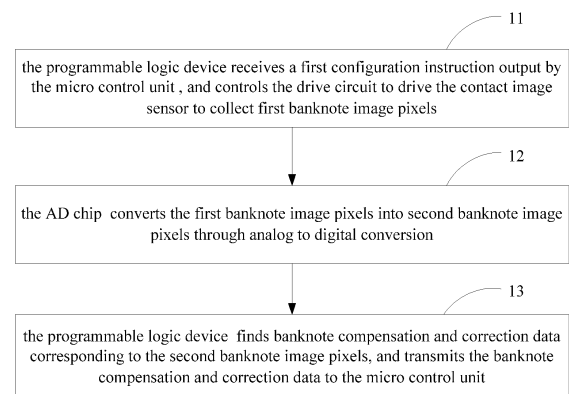 11
the programmable logic device receives a first configuration instruction output by
the micro control unit , and controls the drive circuit to drive the contact image
sensor to collect first banknote image pixels
12
the AD chip converts the first banknote image pixels into second banknote image
pixels through analog to digital conversion
13
the programmable logic device finds banknote compensation and correction data
corresponding to the second banknote image pixels, and transmits the banknote
compensation and correction data to the micro control unit